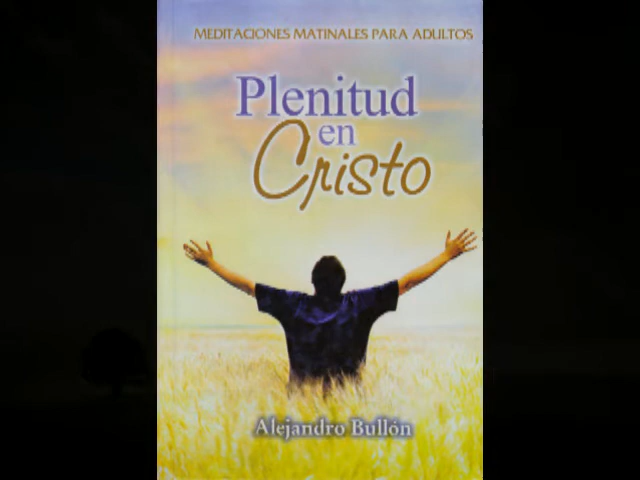 MEDITACIONES MATINALES PARA ADULTOS
Plenitud
en
Cristo
Alejandro Bullón